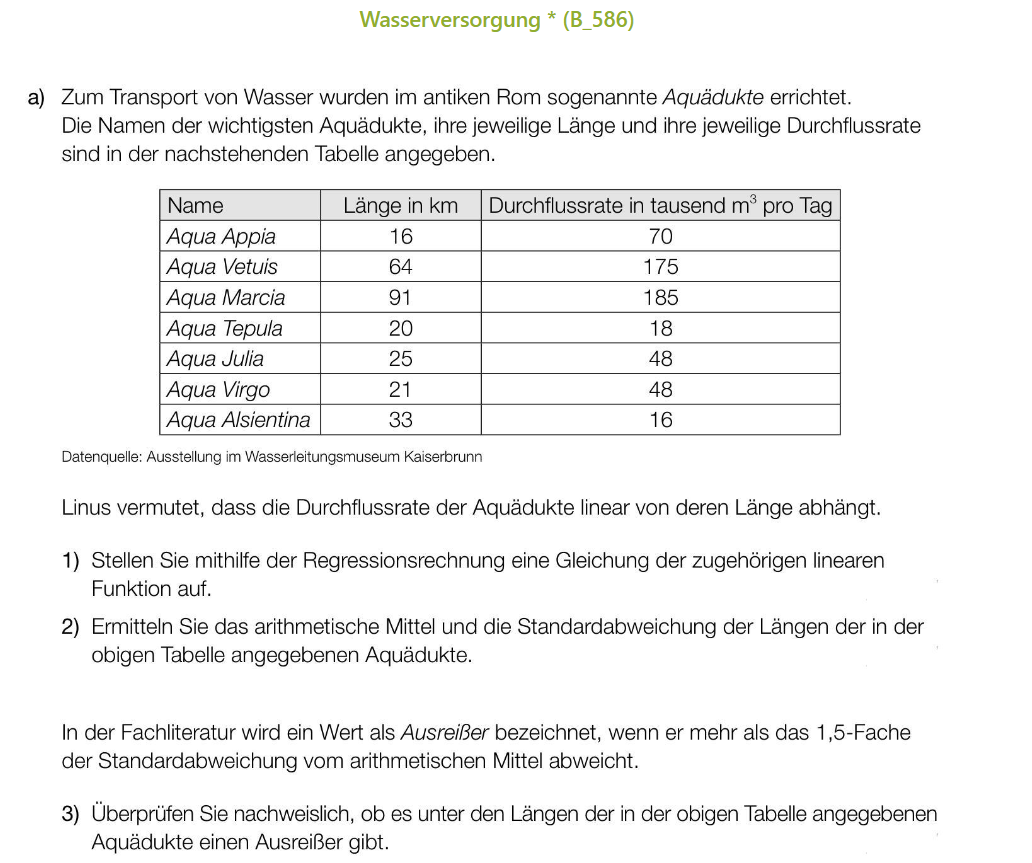 Wasserversorgung * (B_586)
a) Zum Transport von Wasser wurden im antiken Rom sogenannte Aquädukte errichtet.
Die Namen der wichtigsten Aquädukte, ihre jeweilige Länge und ihre jeweilige Durchflussrate
sind in der nachstehenden Tabelle angegeben.
Name Länge in km Durchflussrate in tausend m³ pro Tag
Aqua Appia 16 70
Aqua Vetuis 64 175
Aqua Marcia 91 185
Aqua Tepula 20 18
Aqua Julia 25 48
Aqua Virgo 21 48
Aqua Alsientina 33 16
Datenquelle: Ausstellung im Wasserleitungsmuseum Kaiserbrunn
Linus vermutet, dass die Durchflussrate der Aquädukte linear von deren Länge abhängt.
1) Stellen Sie mithilfe der Regressionsrechnung eine Gleichung der zugehörigen linearen
Funktion auf.
2) Ermitteln Sie das arithmetische Mittel und die Standardabweichung der Längen der in der
obigen Tabelle angegebenen Aquädukte.
In der Fachliteratur wird ein Wert als Ausreißer bezeichnet, wenn er mehr als das 1,5-Fache
der Standardabweichung vom arithmetischen Mittel abweicht.
3) Überprüfen Sie nachweislich, ob es unter den Längen der in der obigen Tabelle angegebenen
Aquädukte einen Ausreißer gibt.